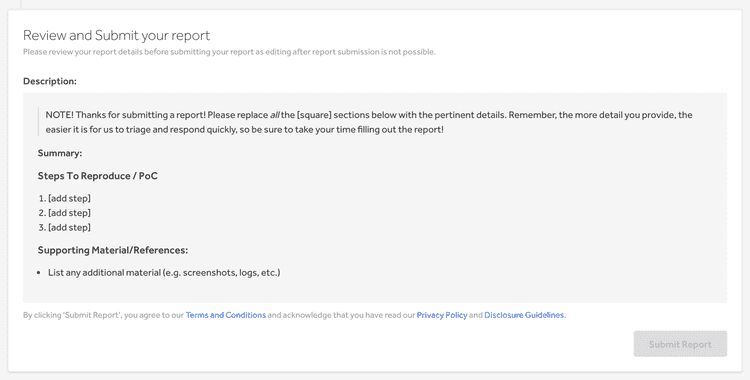 Review and Submit your report
Please review your report details before submitting your report as editing after report submission is not possible.
Description:
NOTE! Thanks for submitting a report! Please replace all the [square] sections below with the pertinent details. Remember, the more detail you provide, the
easier it is for us to triage and respond quickly, so be sure to take your time filling out the report!
Summary:
Steps To Reproduce / PoC
1. [add step]
2. [add step]
3. [add step]
Supporting Material/References:
• List any additional material (e.g. screenshots, logs, etc.)
By clicking 'Submit Report', you agree to our Terms and Conditions and acknowledge that you have read our Privacy Policy and Disclosure Guidelines.
Submit Report